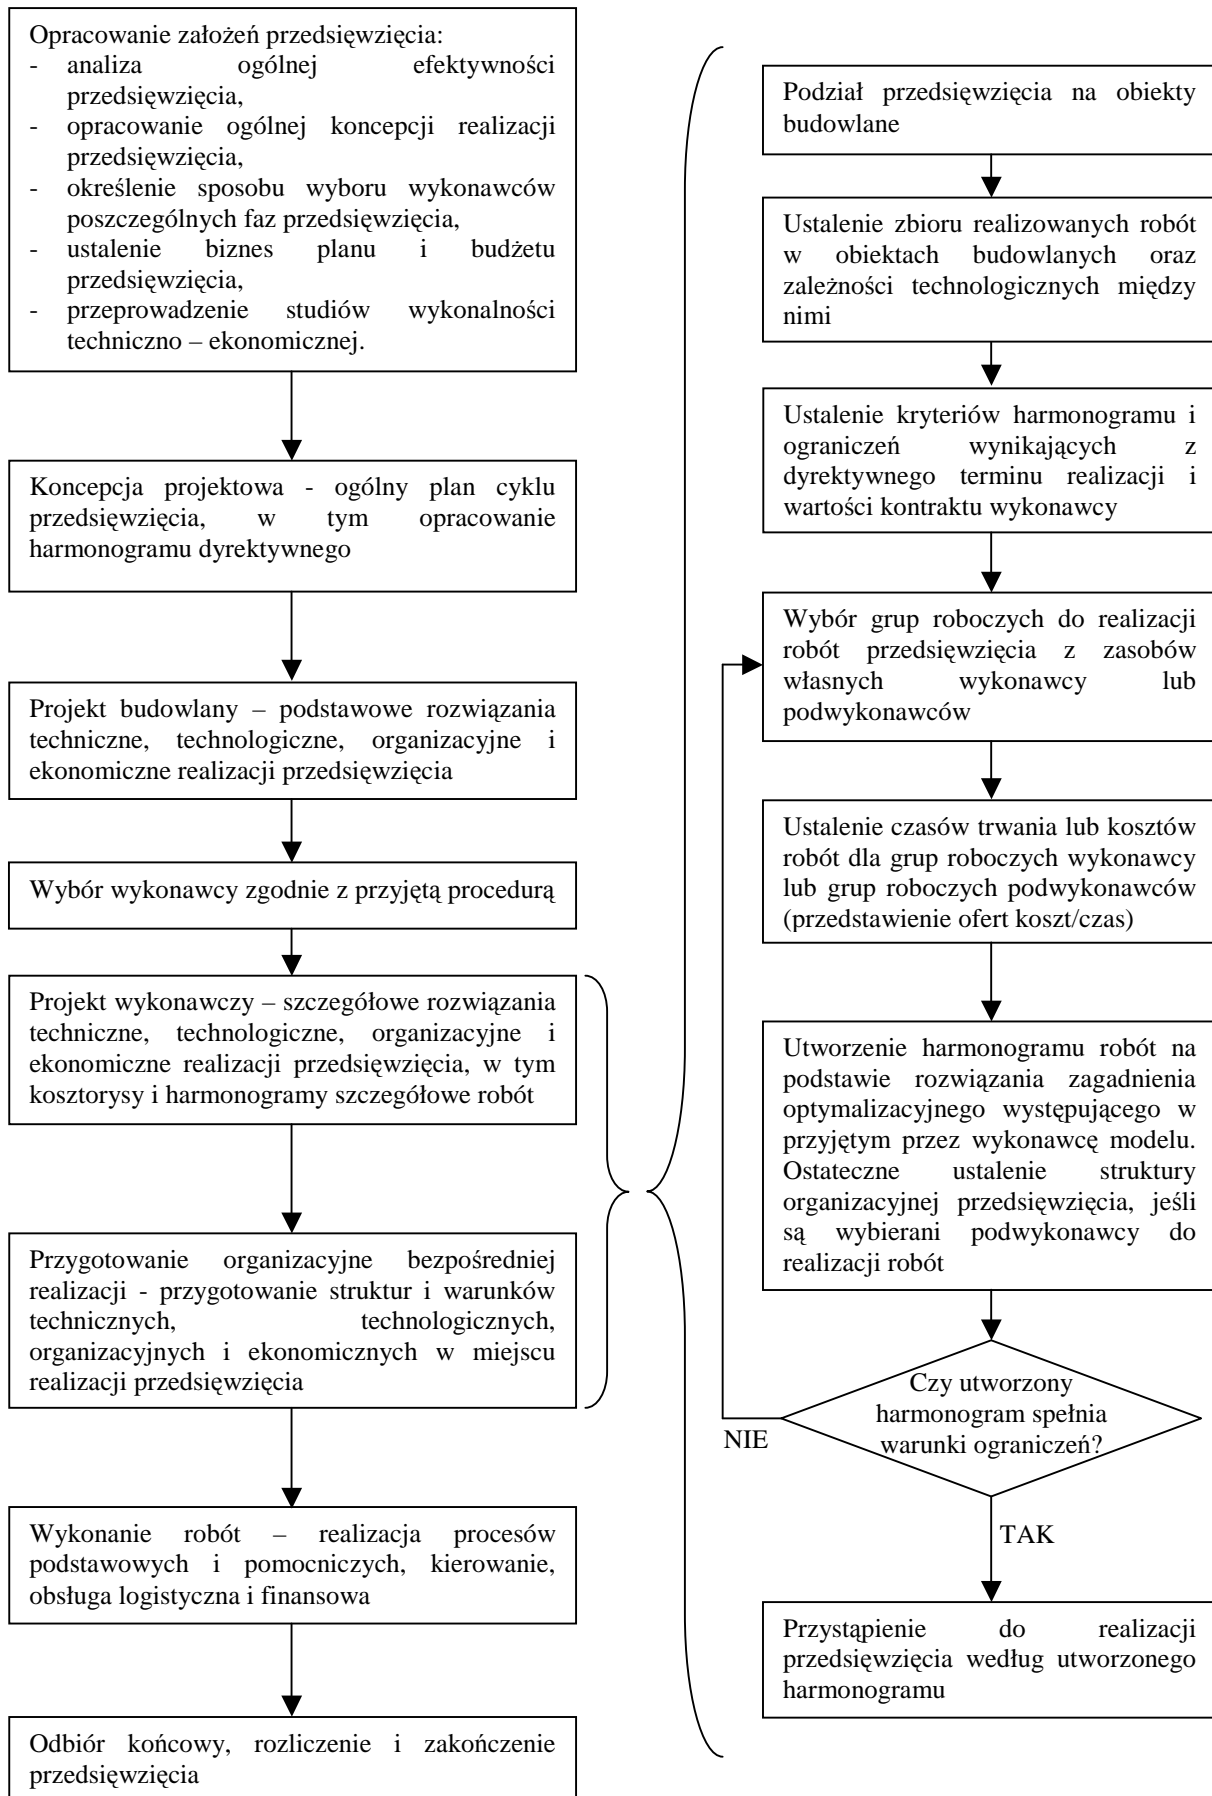 Opracowanie założeń przedsięwzięcia:
- analiza ogólnej efektywności
przedsięwzięcia,
- opracowanie ogólnej koncepcji realizacji
przedsięwzięcia,
- określenie sposobu wyboru wykonawców
poszczególnych faz przedsięwzięcia,
- ustalenie biznes planu i budżetu
przedsięwzięcia,
- przeprowadzenie studiów wykonalności
techniczno – ekonomicznej.
Koncepcja projektowa - ogólny plan cyklu
przedsięwzięcia, w tym opracowanie
harmonogramu dyrektywnego
Projekt budowlany – podstawowe rozwiązania
techniczne, technologiczne, organizacyjne i
ekonomiczne realizacji przedsięwzięcia
Wybór wykonawcy zgodnie z przyjętą procedurą
Projekt wykonawczy – szczegółowe rozwiązania
techniczne, technologiczne, organizacyjne i
ekonomiczne realizacji przedsięwzięcia, w tym
kosztorysy i harmonogramy szczegółowe robót
Przygotowanie organizacyjne bezpośredniej
realizacji - przygotowanie struktur i warunków
technicznych, technologicznych,
organizacyjnych i ekonomicznych w miejscu
realizacji przedsięwzięcia
Wykonanie robót – realizacja procesów
podstawowych i pomocniczych, kierowanie,
obsługa logistyczna i finansowa
Odbiór końcowy, rozliczenie i zakończenie
przedsięwzięcia
Podział przedsięwzięcia na obiekty
budowlane
Ustalenie zbioru realizowanych robót
w obiektach budowlanych oraz
zależności technologicznych między
nimi
Ustalenie kryteriów harmonogramu i
ograniczeń wynikających z
dyrektywnego terminu realizacji i
wartości kontraktu wykonawcy
Wybór grup roboczych do realizacji
robót przedsięwzięcia z zasobów
własnych wykonawcy lub
podwykonawców
Ustalenie czasów trwania lub kosztów
robót dla grup roboczych wykonawcy
lub grup roboczych podwykonawców
(przedstawienie ofert koszt/czas)
Utworzenie harmonogramu robót na
podstawie rozwiązania zagadnienia
optymalizacyjnego występującego w
przyjętym przez wykonawcę modelu.
Ostateczne ustalenie struktury
organizacyjnej przedsięwzięcia, jeśli
są wybierani podwykonawcy do
realizacji robót
Czy utworzony
harmonogram spełnia
warunki ograniczeń?
NIE
TAK
Przystąpienie do realizacji
przedsięwzięcia według utworzonego
harmonogramu